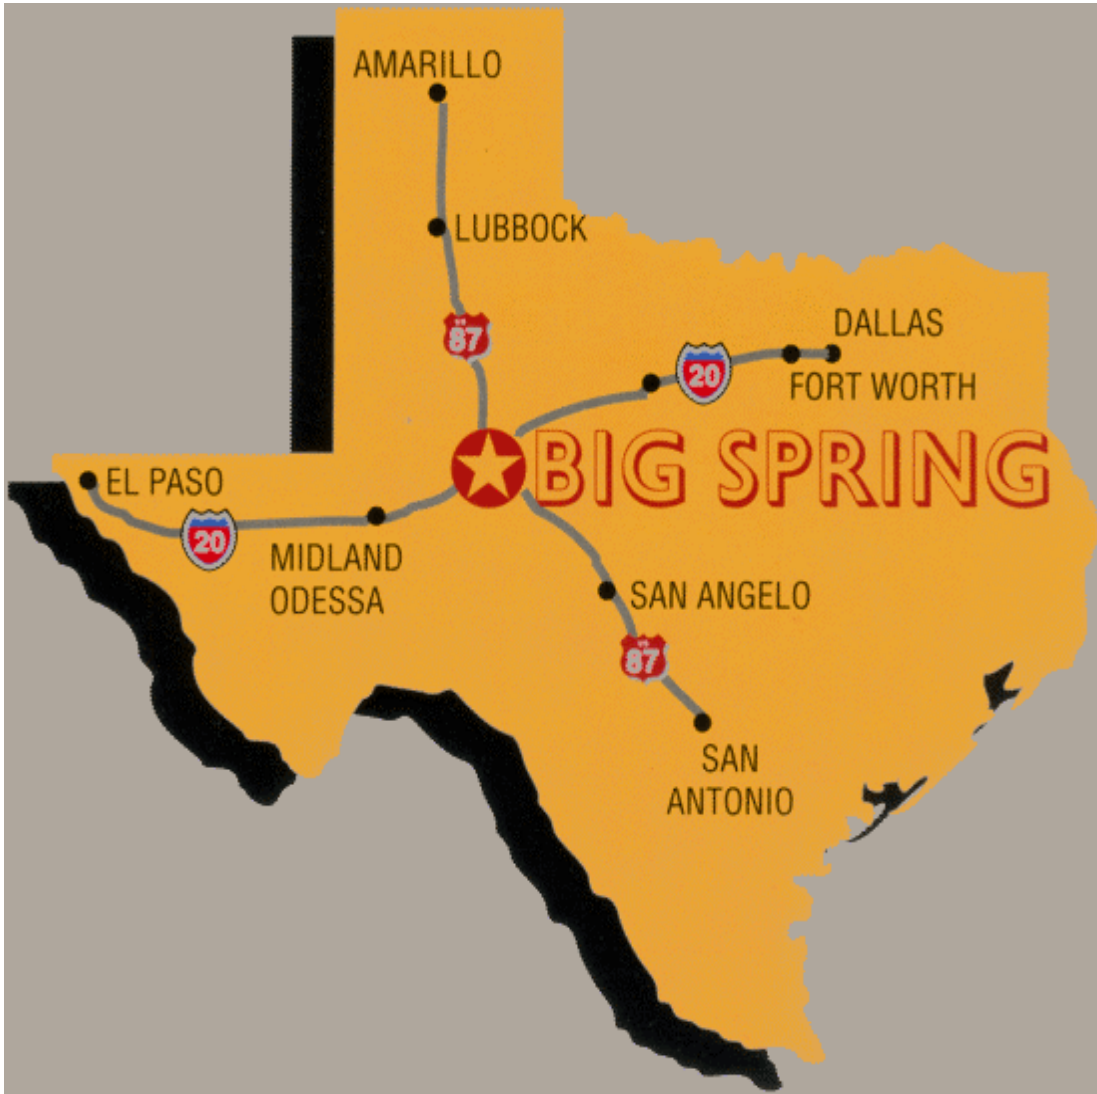 AMARILLO
LUBBOCK
87
DALLAS
20
FORT WORTH
BIG SPRING
EL PASO
20
MIDLAND
ODESSA
SAN ANGELO
87
SAN
ANTONIO